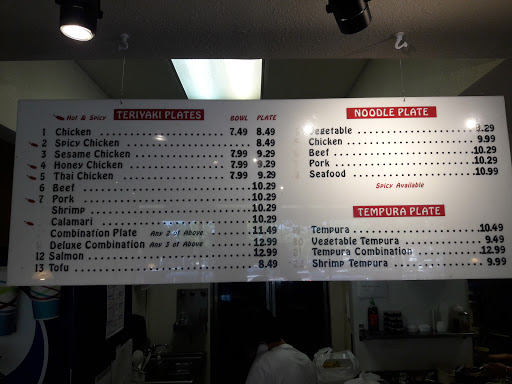 Hot & Spicy TERIYAKI PLATES BOWL PLATE
1 Chicken 7.49 8.49
2 Spicy Chicken 8.49
3 Sesame Chicken 7.99 9.29
4 Honey Chicken 7.99 9.29
5 Thai Chicken 7.99 9.29
6 Beef 10.29
7 Pork 10.29
Shrimp 10.29
Calamari 10.29
Combination Plate Any 2 of Above 11.49
Deluxe Combination Any 3 of Above 12.99
12 Salmon 12.99
13 Tofu 8.49
NOODLE PLATE
Vegetable 9.29
Chicken 9.99
Beef 10.29
Pork 10.29
Seafood 10.99
Spicy Available
TEMPURA PLATE
Tempura 10.49
Vegetable Tempura 9.49
Tempura Combination 12.99
Shrimp Tempura 9.99